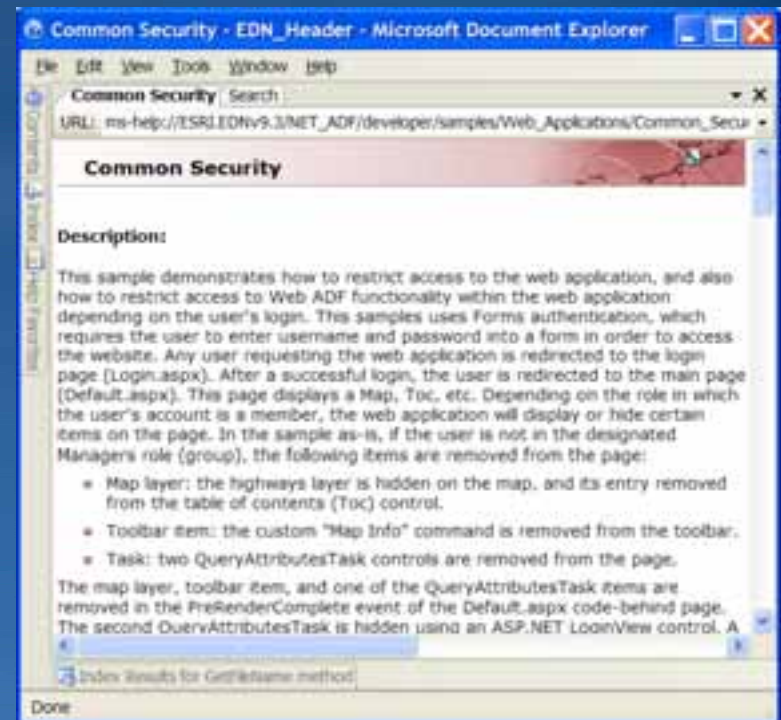 Common Security - EDN_Header - Microsoft Document Explorer
File Edit View Tools Window Help
Common Security Search
URL: ms-help://ESRI.EDNv9.3/NET_ADF/developer/samples/Web_Applications/Common_Secur
Contents Index Help Favorites
Common Security
Description:
This sample demonstrates how to restrict access to the web application, and also
how to restrict access to Web ADF functionality within the web application
depending on the user's login. This samples uses Forms authentication, which
requires the user to enter username and password into a form in order to access
the website. Any user requesting the web application is redirected to the login
page (Login.aspx). After a successful login, the user is redirected to the main page
(Default.aspx). This page displays a Map, Toc, etc. Depending on the role in which
the user's account is a member, the web application will display or hide certain
items on the page. In the sample as-is, if the user is not in the designated
Managers role (group), the following items are removed from the page:
Map layer: the highways layer is hidden on the map, and its entry removed
from the table of contents (Toc) control.
Toolbar item: the custom "Map Info" command is removed from the toolbar.
Task: two QueryAttributesTask controls are removed from the page.
The map layer, toolbar item, and one of the QueryAttributesTask items are
removed in the PreRenderComplete event of the Default.aspx code-behind page.
The second QueryAttributesTask is hidden using an ASP.NET LoginView control. A
Index Results for GetFileName method
Done